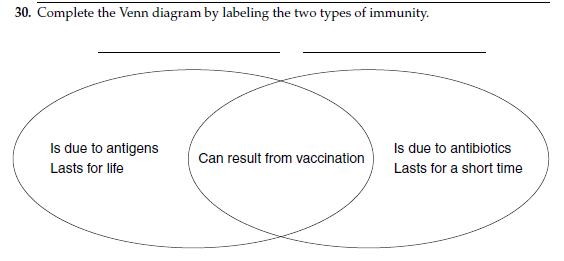 30. Complete the Venn diagram by labeling the two types of immunity.
Is due to antigens
Lasts for life
Can result from vaccination
Is due to antibiotics
Lasts for a short time